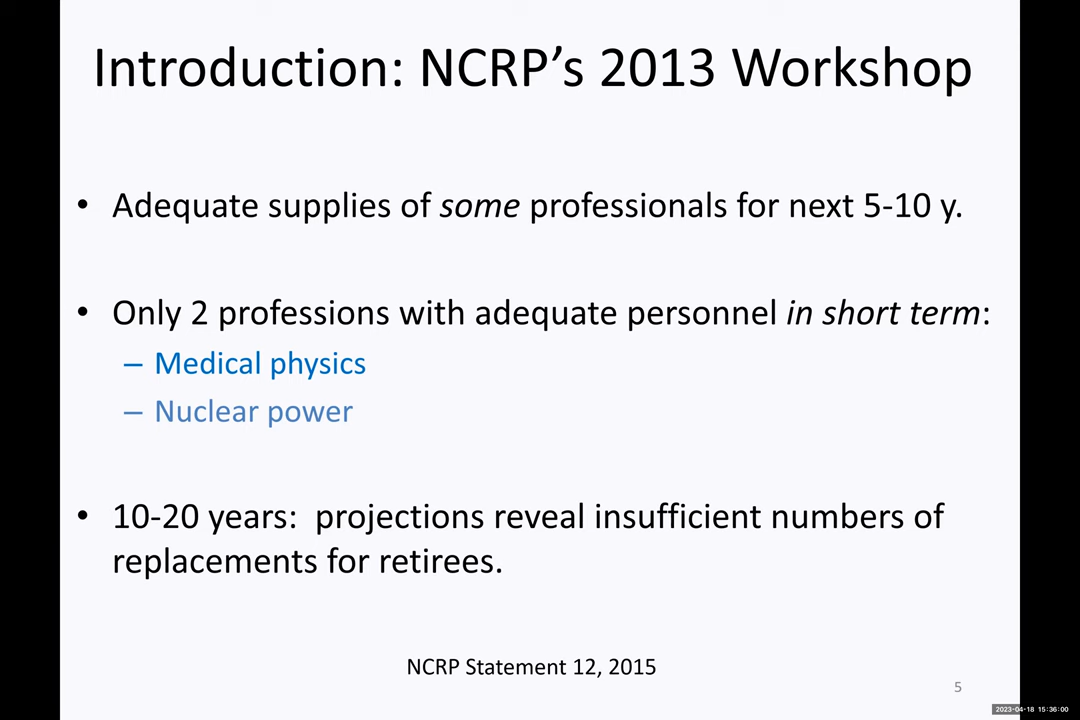 Introduction: NCRP’s 2013 Workshop
• Adequate supplies of some professionals for next 5-10 y.
• Only 2 professions with adequate personnel in short term:
– Medical physics
– Nuclear power
• 10-20 years:  projections reveal insufficient numbers of
replacements for retirees.
NCRP Statement 12, 2015
5
2023-04-18 15:36:00